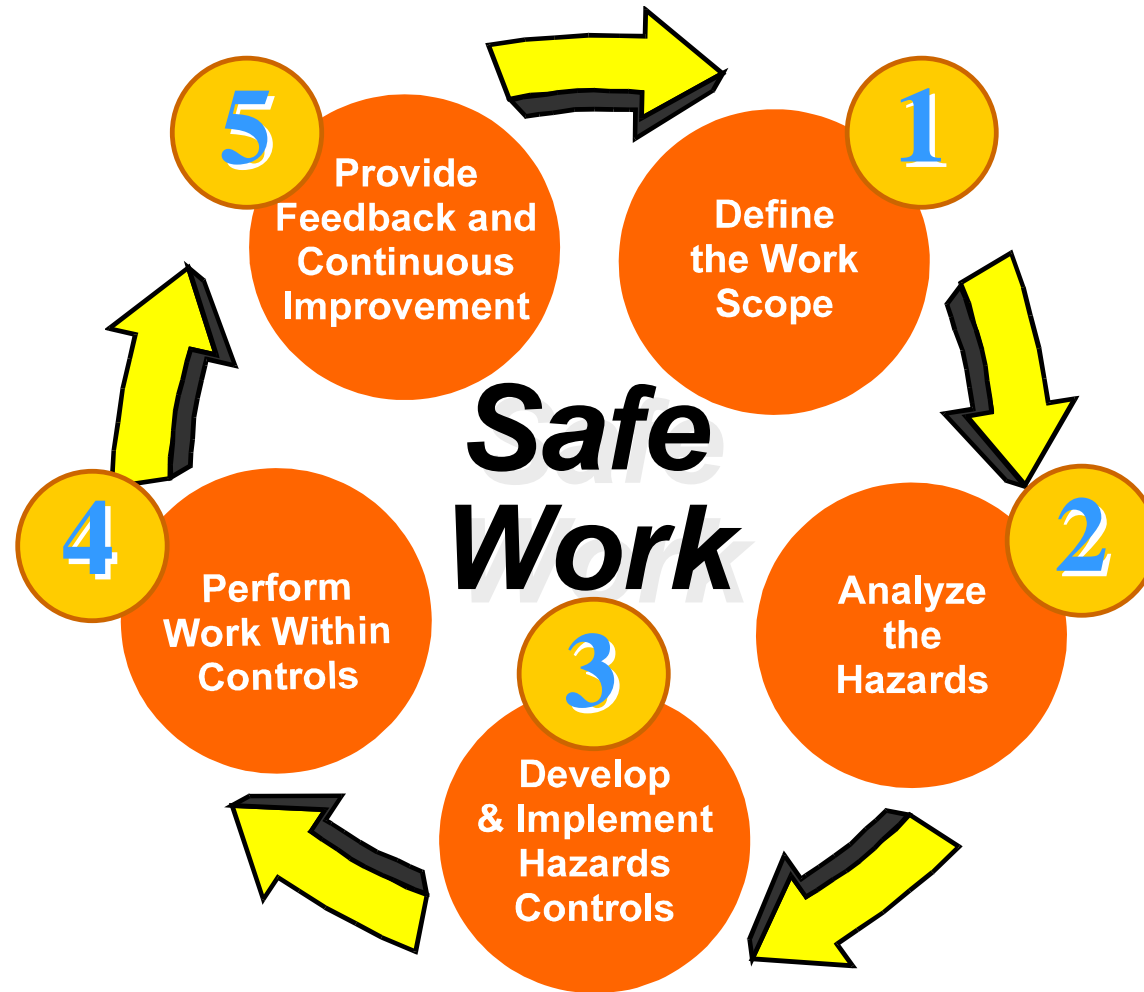 Safe
Work
1
Define
the Work
Scope
2
Analyze
the
Hazards
3
Develop
& Implement
Hazards
Controls
4
Perform
Work Within
Controls
5
Provide
Feedback and
Continuous
Improvement